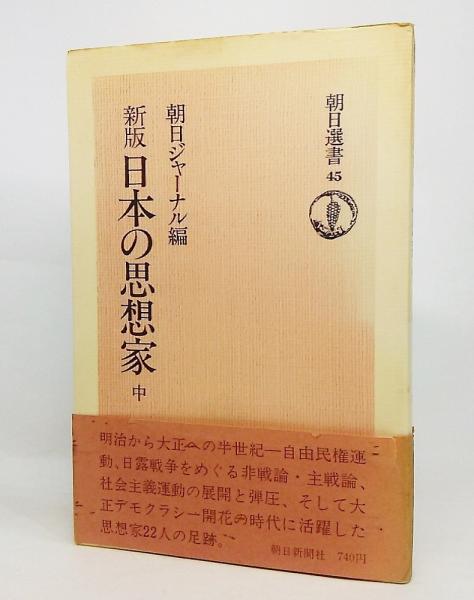 朝日選書 45
朝日ジャーナル編
新版 日本の思想家 中
明治から大正への半世紀―自由民権運
動、日露戦争をめぐる非戦論・主戦論、
社会主義運動の展開と弾圧、そして大
正デモクラシー開花の時代に活躍した
思想家22人の足跡。
朝日新聞社 740円